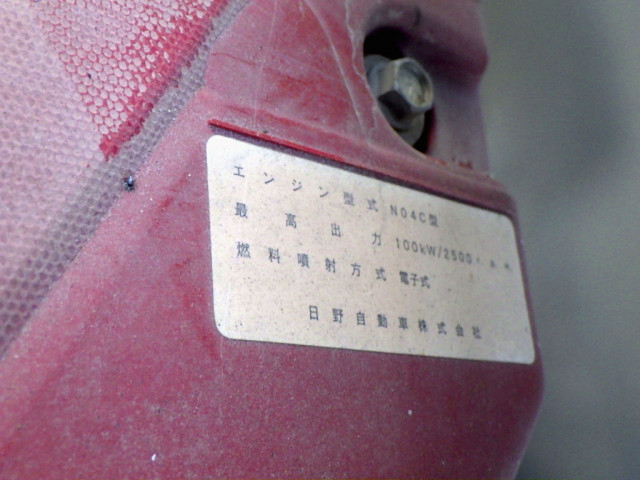 エンジン型式 N04C型
最高出力 100kW/2500r.p.m.
燃料噴射方式 電子式
日野自動車株式会社